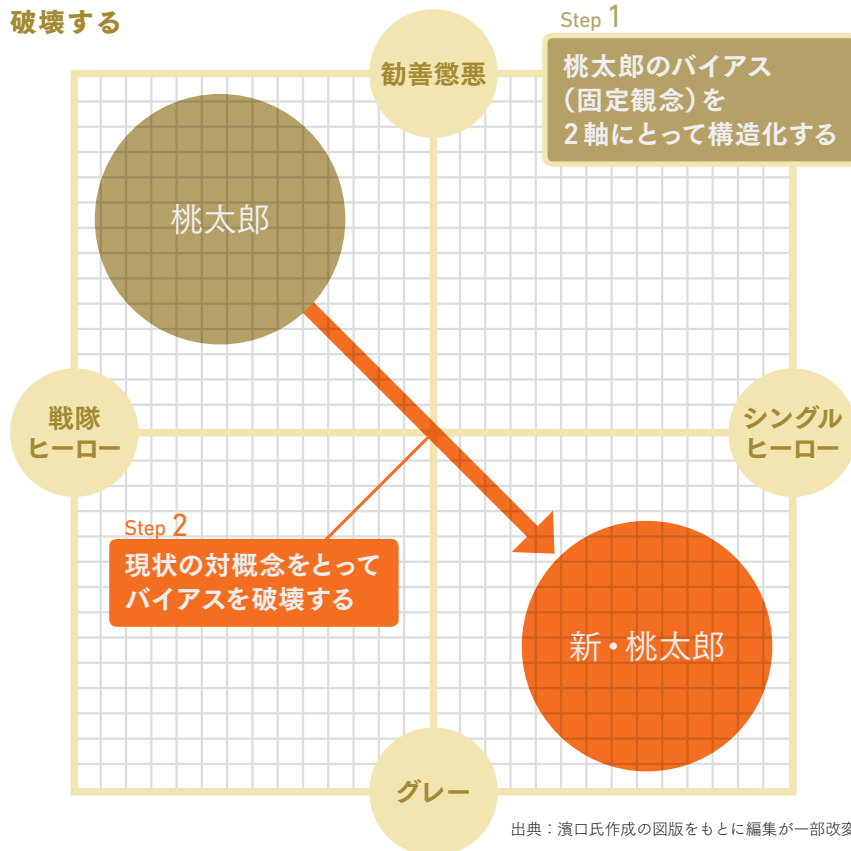 破壊する
Step 1
桃太郎のバイアス
（固定観念）を
2軸にとって構造化する
勧善懲悪
桃太郎
戦隊
ヒーロー
シングル
ヒーロー
Step 2
現状の対概念をとって
バイアスを破壊する
新・桃太郎
グレー
出典：濱口氏作成の図版をもとに編集が一部改変